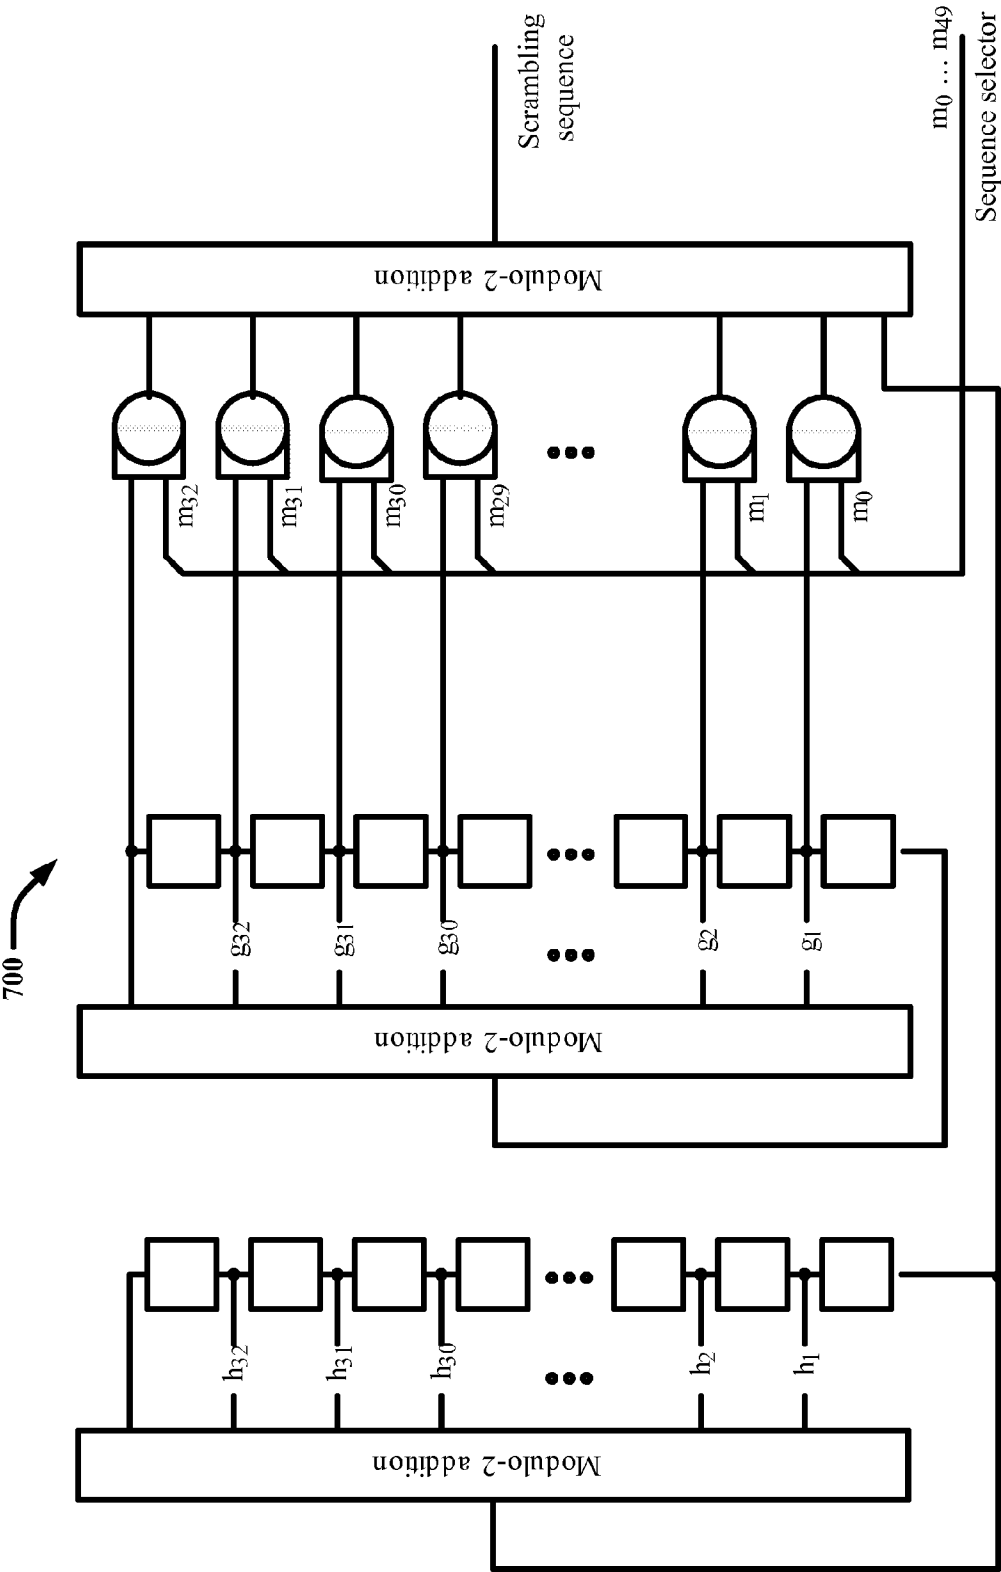 700
Modulo-2 addition
h32
h31
h30
h2
h1
Modulo-2 addition
g32
g31
g30
g2
g1
m32
m31
m30
m29
m1
m0
Modulo-2 addition
Scrambling
sequence
m0 ... m49
Sequence selector